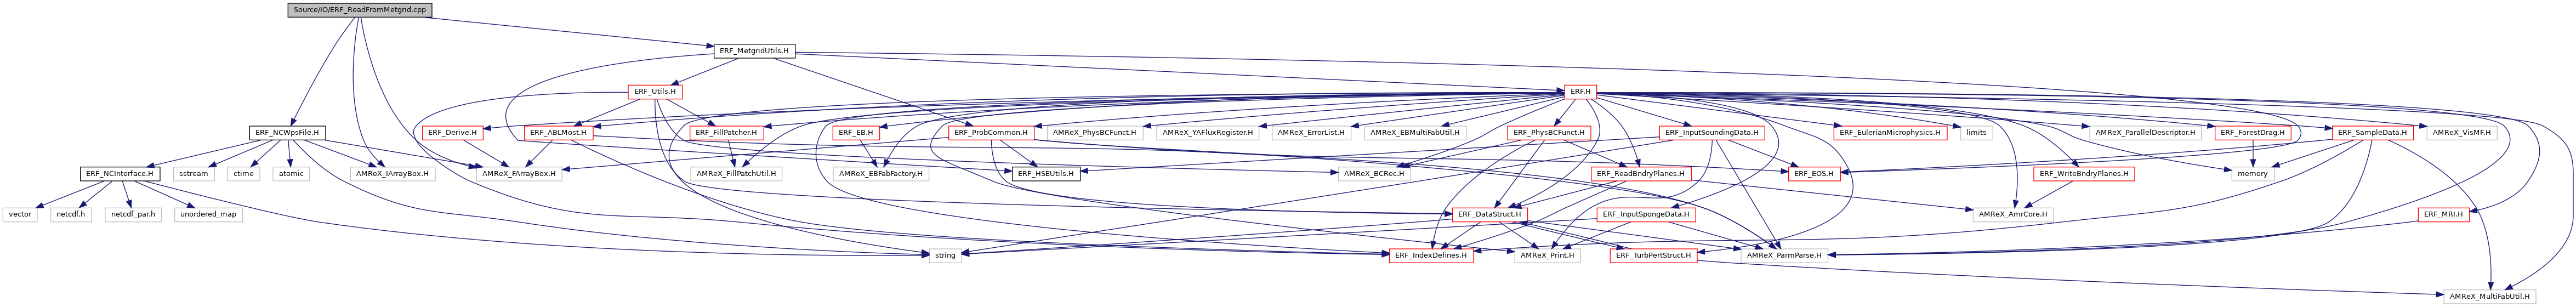 Source/IO/ERF_ReadFromMetgrid.cpp
ERF_MetgridUtils.H
ERF_Utils.H
ERF.H
ERF_NCWpsFile.H
ERF_Derive.H
ERF_ABLMost.H
ERF_FillPatcher.H
ERF_EB.H
ERF_ProbCommon.H
AMReX_PhysBCFunct.H
AMReX_YAFluxRegister.H
AMReX_ErrorList.H
AMReX_EBMultiFabUtil.H
ERF_PhysBCFunct.H
ERF_InputSoundingData.H
ERF_EulerianMicrophysics.H
limits
AMReX_ParallelDescriptor.H
ERF_ForestDrag.H
ERF_SampleData.H
AMReX_VisMF.H
ERF_NCInterface.H
sstream
ctime
atomic
AMReX_IArrayBox.H
AMReX_FArrayBox.H
AMReX_FillPatchUtil.H
AMReX_EBFabFactory.H
ERF_HSEUtils.H
AMReX_BCRec.H
ERF_ReadBndryPlanes.H
ERF_EOS.H
ERF_WriteBndryPlanes.H
memory
vector
netcdf.h
netcdf_par.h
unordered_map
ERF_DataStruct.H
ERF_InputSpongeData.H
AMReX_AmrCore.H
ERF_MRI.H
string
ERF_IndexDefines.H
AMReX_Print.H
ERF_TurbPertStruct.H
AMReX_ParmParse.H
AMReX_MultiFabUtil.H